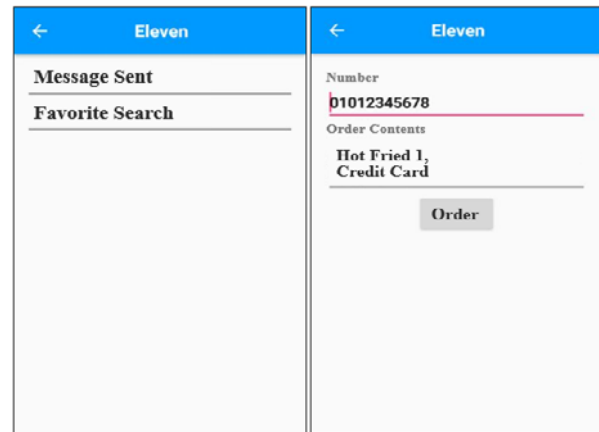 Eleven
Message Sent
Favorite Search
Eleven
Number
01012345678
Order Contents
Hot Fried 1,
Credit Card
Order